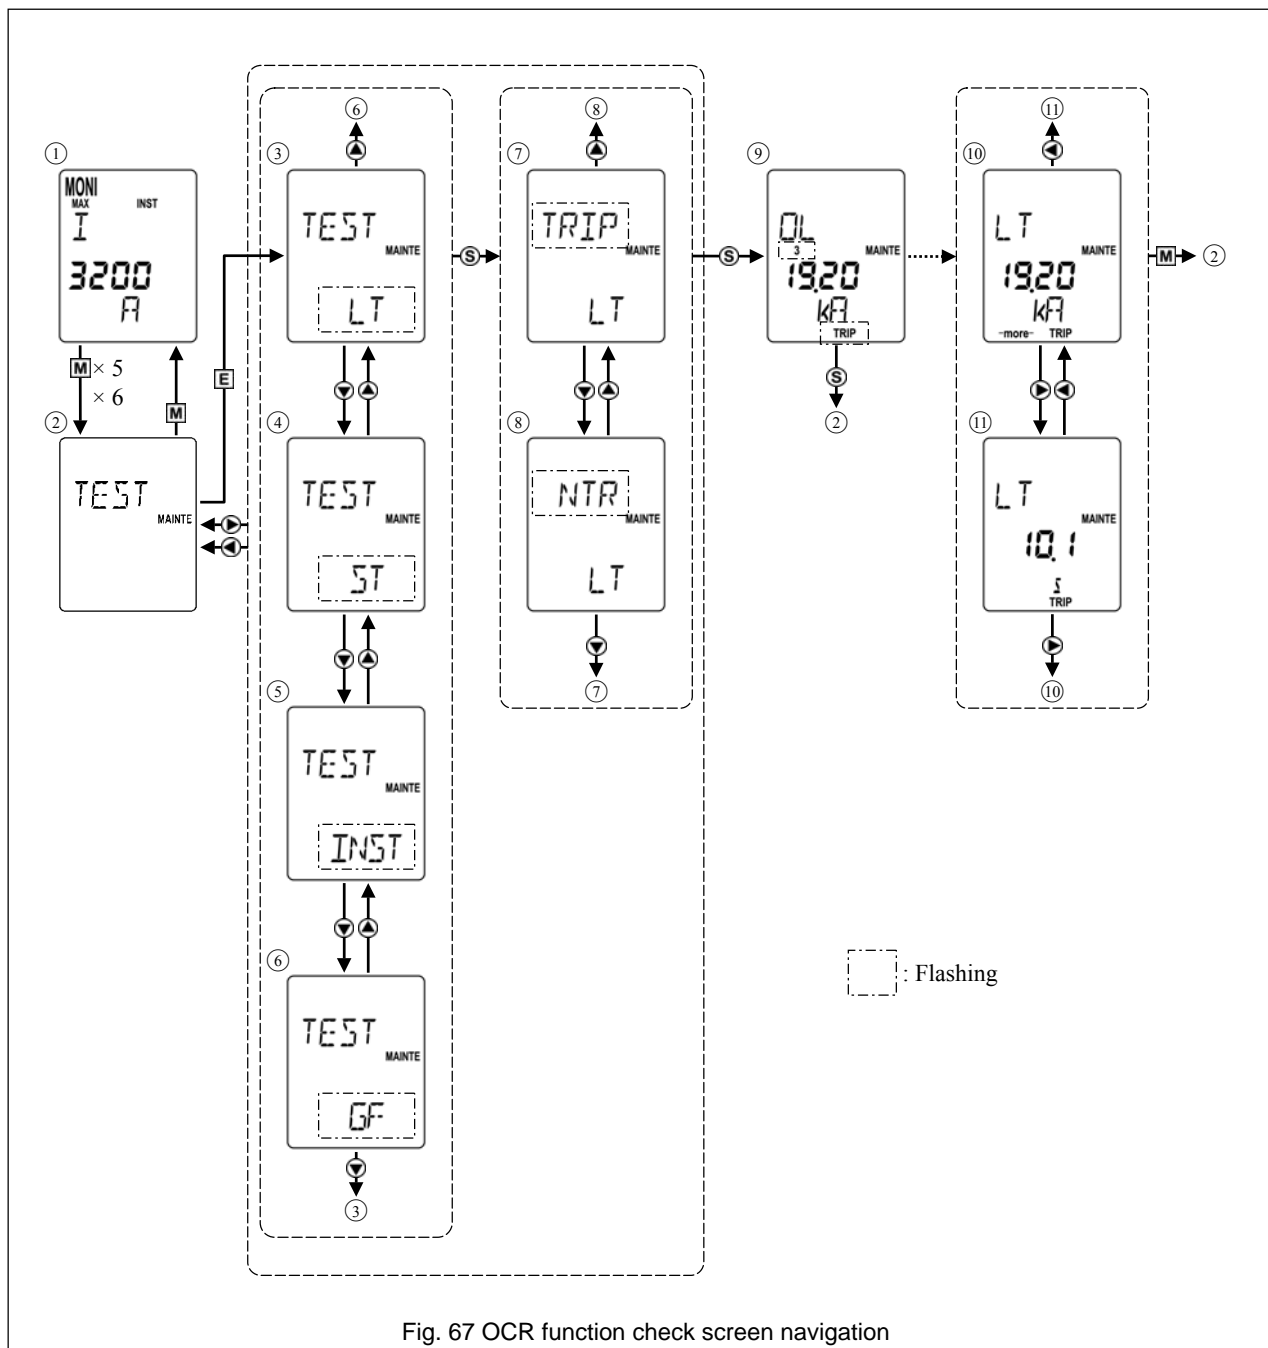 ①
MONI
MAX INST
I
3200
A
M × 5
× 6
M
②
TEST
MAINTE
E
⑥
③
TEST
MAINTE
LT
④
TEST
MAINTE
ST
⑤
TEST
MAINTE
INST
⑥
TEST
MAINTE
GF
③
S
⑧
⑦
TRIP
MAINTE
LT
⑧
NTR
MAINTE
LT
⑦
S
⑨
OL
3
MAINTE
19.20
kA
TRIP
S
②
⑪
⑩
LT
MAINTE
19.20
kA
-more- TRIP
M
②
⑪
LT
MAINTE
10.1
s
TRIP
⑩
: Flashing
Fig. 67 OCR function check screen navigation